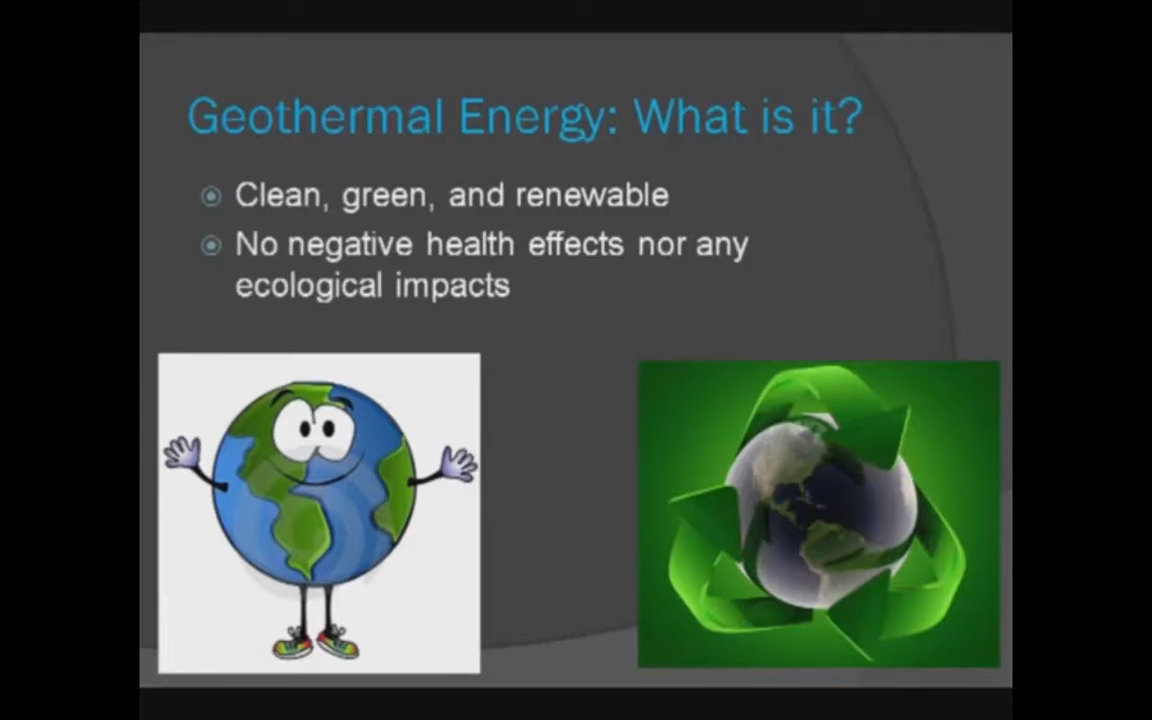 Geothermal Energy: What is it?
Clean, green, and renewable
No negative health effects nor any
ecological impacts